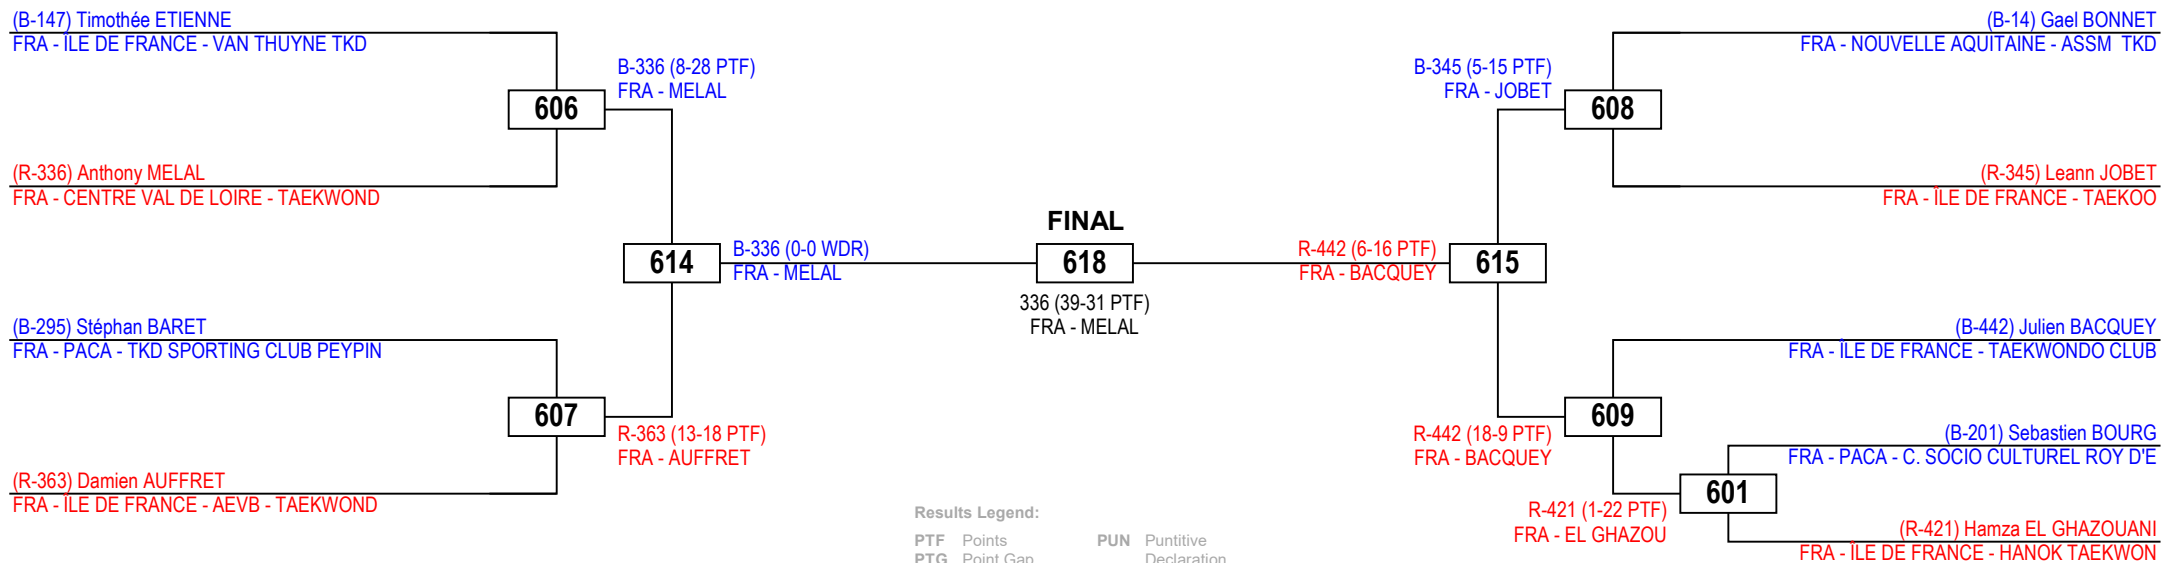 (B-147) Timothée ETIENNE
FRA - ÎLE DE FRANCE - VAN THUYNE TKD
606
B-336 (8-28 PTF)
FRA - MELAL
(R-336) Anthony MELAL
FRA - CENTRE VAL DE LOIRE - TAEKWOND
614
B-336 (0-0 WDR)
FRA - MELAL
(B-295) Stéphan BARET
FRA - PACA - TKD SPORTING CLUB PEYPIN
607
R-363 (13-18 PTF)
FRA - AUFFRET
(R-363) Damien AUFFRET
FRA - ÎLE DE FRANCE - AEVB - TAEKWOND
FINAL
618
336 (39-31 PTF)
FRA - MELAL
(B-14) Gael BONNET
FRA - NOUVELLE AQUITAINE - ASSM TKD
B-345 (5-15 PTF)
FRA - JOBET
608
(R-345) Leann JOBET
FRA - ÎLE DE FRANCE - TAEKOO
R-442 (6-16 PTF)
FRA - BACQUEY
615
(B-442) Julien BACQUEY
FRA - ÎLE DE FRANCE - TAEKWONDO CLUB
609
R-442 (18-9 PTF)
FRA - BACQUEY
(B-201) Sebastien BOURG
FRA - PACA - C. SOCIO CULTUREL ROY D'E
601
R-421 (1-22 PTF)
FRA - EL GHAZOU
(R-421) Hamza EL GHAZOUANI
FRA - ÎLE DE FRANCE - HANOK TAEKWON
Results Legend:
PTF Points PUN Puntitive
PTG Point Gap Declaration